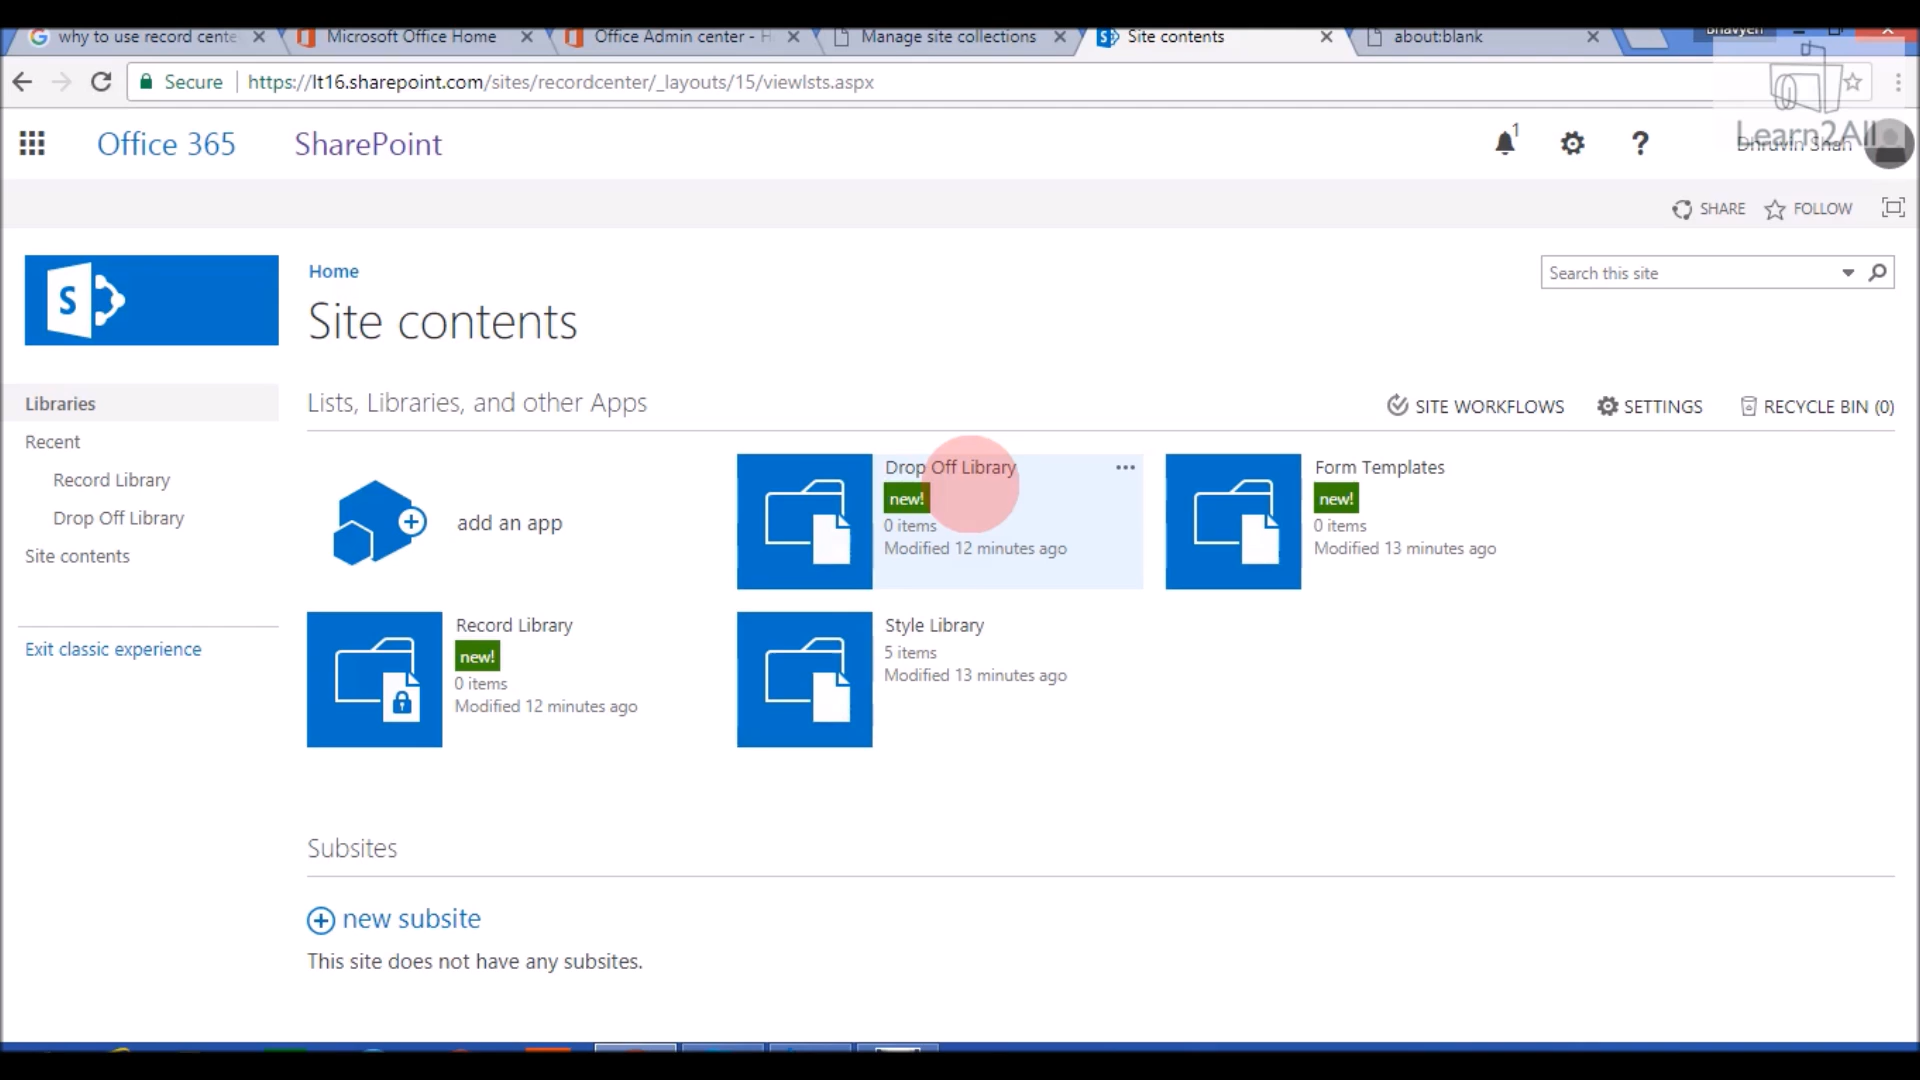 why to use record cente
Microsoft Office Home
Office Admin center - H
Manage site collections
Site contents
about:blank
Bhavyen
Secure
https://lt16.sharepoint.com/sites/recordcenter/_layouts/15/viewlsts.aspx
Office 365
SharePoint
1
?
Learn2All
Dhruvin Shah
SHARE
FOLLOW
S
Home
Search this site
Site contents
Libraries
Recent
Record Library
Drop Off Library
Site contents
Exit classic experience
Lists, Libraries, and other Apps
SITE WORKFLOWS
SETTINGS
RECYCLE BIN (0)
add an app
Drop Off Library
new!
0 items
Modified 12 minutes ago
Form Templates
new!
0 items
Modified 13 minutes ago
Record Library
new!
0 items
Modified 12 minutes ago
Style Library
5 items
Modified 13 minutes ago
Subsites
new subsite
This site does not have any subsites.